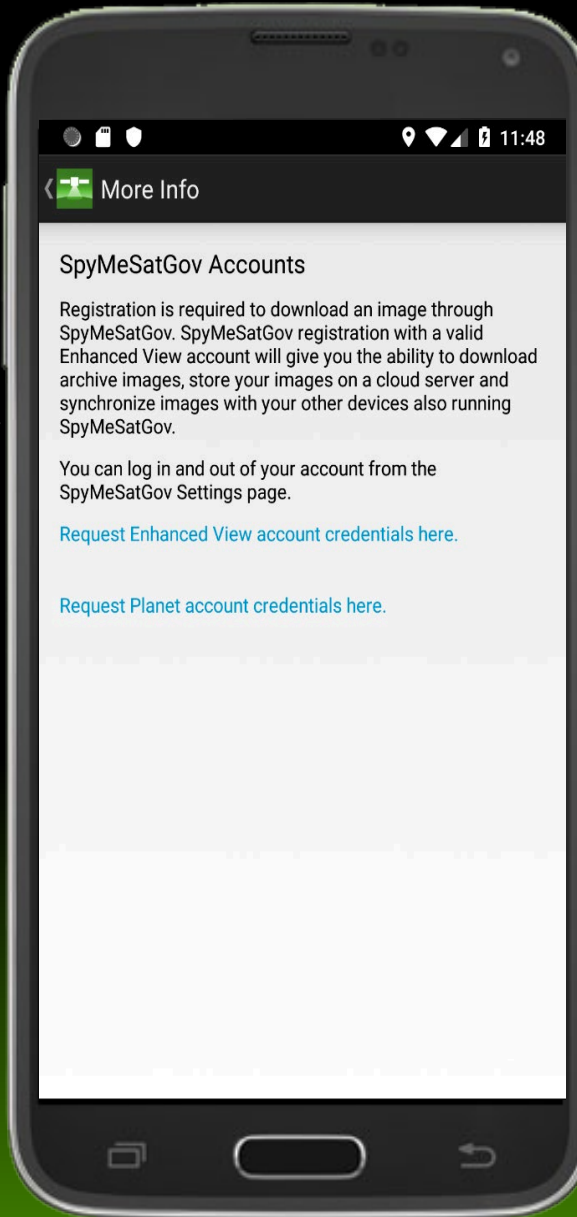 11:48
More Info
SpyMeSatGov Accounts
Registration is required to download an image through
SpyMeSatGov. SpyMeSatGov registration with a valid
Enhanced View account will give you the ability to download
archive images, store your images on a cloud server and
synchronize images with your other devices also running
SpyMeSatGov.
You can log in and out of your account from the
SpyMeSatGov Settings page.
Request Enhanced View account credentials here.
Request Planet account credentials here.